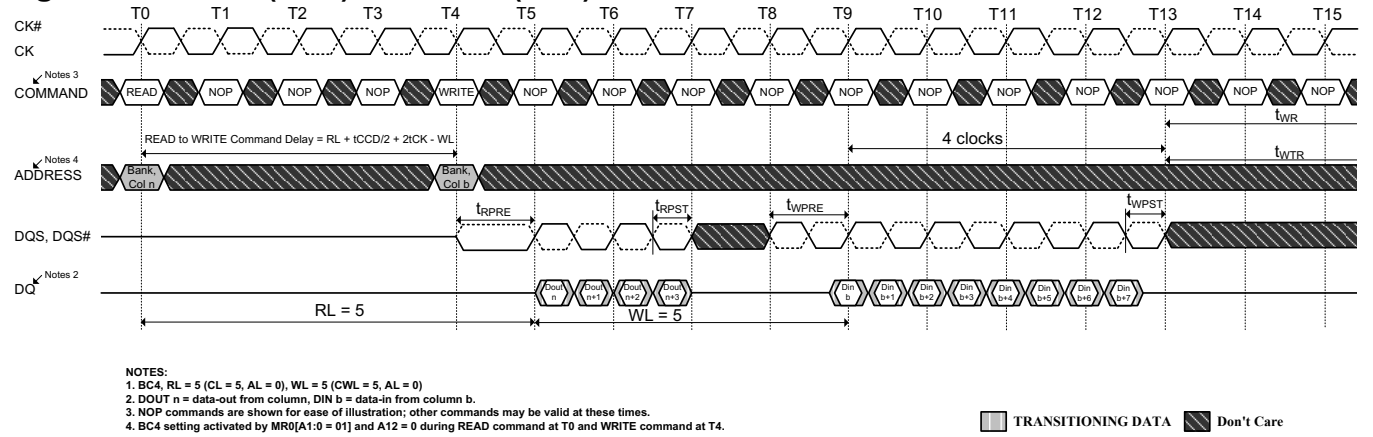 T0 T1 T2 T3 T4 T5 T6 T7 T8 T9 T10 T11 T12 T13 T14 T15
CK#
CK
Notes 3
COMMAND READ NOP NOP NOP WRITE NOP NOP NOP NOP NOP NOP NOP NOP NOP NOP NOP
tWR
READ to WRITE Command Delay = RL + tCCD/2 + 2tCK - WL
4 clocks
tWTR
Notes 4
ADDRESS
Bank, Col n
Bank, Col b
tRPRE tRPST tWPRE tWPST
DQS, DQS#
Notes 2
DQ
Dout n
Dout n+1
Dout n+2
Dout n+3
Din b
Din b+1
Din b+2
Din b+3
Din b+4
Din b+5
Din b+6
Din b+7
RL = 5 WL = 5
NOTES:
1. BC4, RL = 5 (CL = 5, AL = 0), WL = 5 (CWL = 5, AL = 0)
2. DOUT n = data-out from column, DIN b = data-in from column b.
3. NOP commands are shown for ease of illustration; other commands may be valid at these times.
4. BC4 setting activated by MR0[A1:0 = 01] and A12 = 0 during READ command at T0 and WRITE command at T4.
TRANSITIONING DATA Don't Care